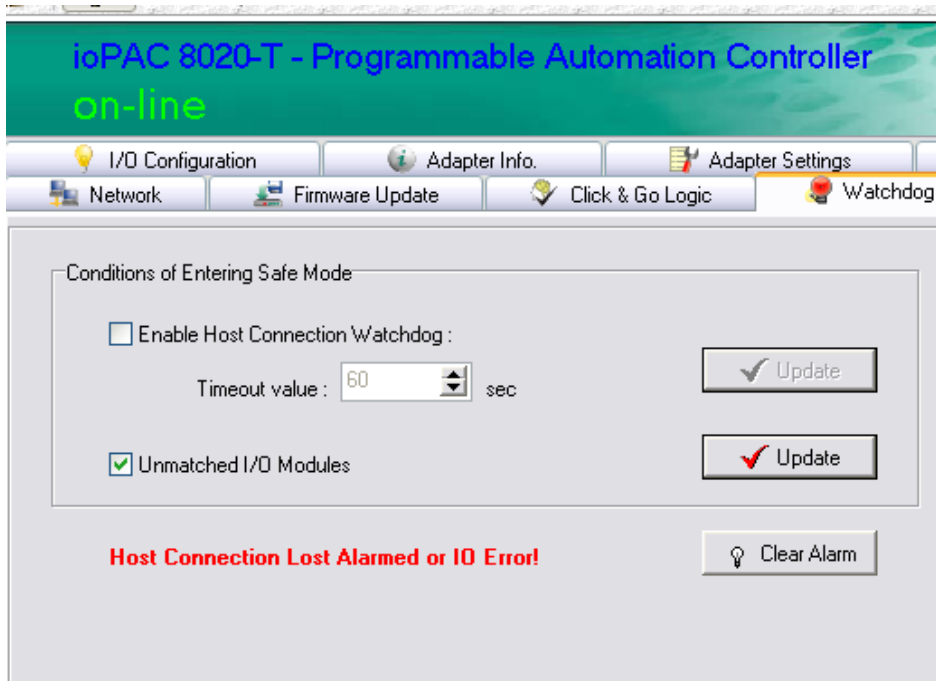 ioPAC 8020-T - Programmable Automation Controller
on-line
I/O Configuration
Adapter Info.
Adapter Settings
Network
Firmware Update
Click & Go Logic
Watchdog
Conditions of Entering Safe Mode
Enable Host Connection Watchdog :
Timeout value : 60 sec
Update
Unmatched I/O Modules
Update
Host Connection Lost Alarmed or IO Error!
Clear Alarm